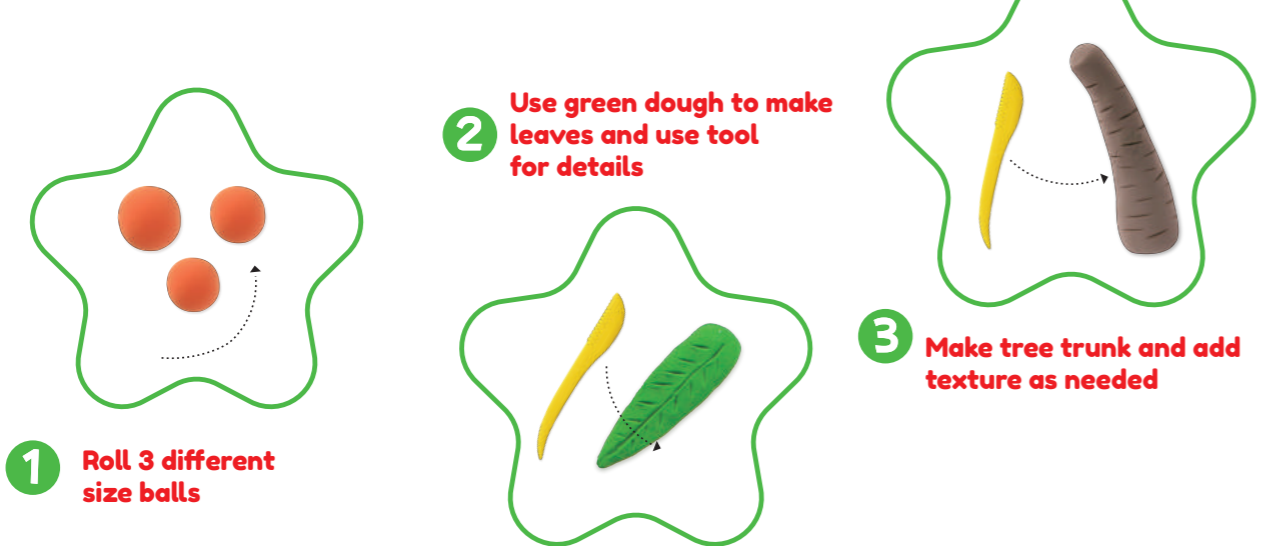 1
Roll 3 different
size balls
2
Use green dough to make
leaves and use tool
for details
3
Make tree trunk and add
texture as needed